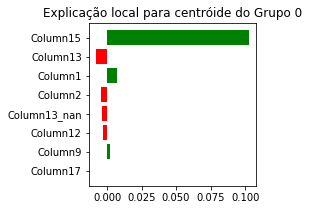 Explicação local para centróide do Grupo 0
Column15
Column13
Column1
Column2
Column13_nan
Column12
Column9
Column17
0.000 0.025 0.050 0.075 0.100